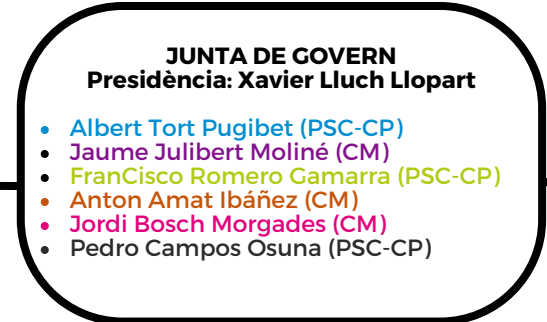 JUNTA DE GOVERN
Presidència: Xavier Lluch Llopart
• Albert Tort Pugibet (PSC-CP)
• Jaume Julibert Moliné (CM)
• FranCisco Romero Gamarra (PSC-CP)
• Anton Amat Ibáñez (CM)
• Jordi Bosch Morgades (CM)
• Pedro Campos Osuna (PSC-CP)